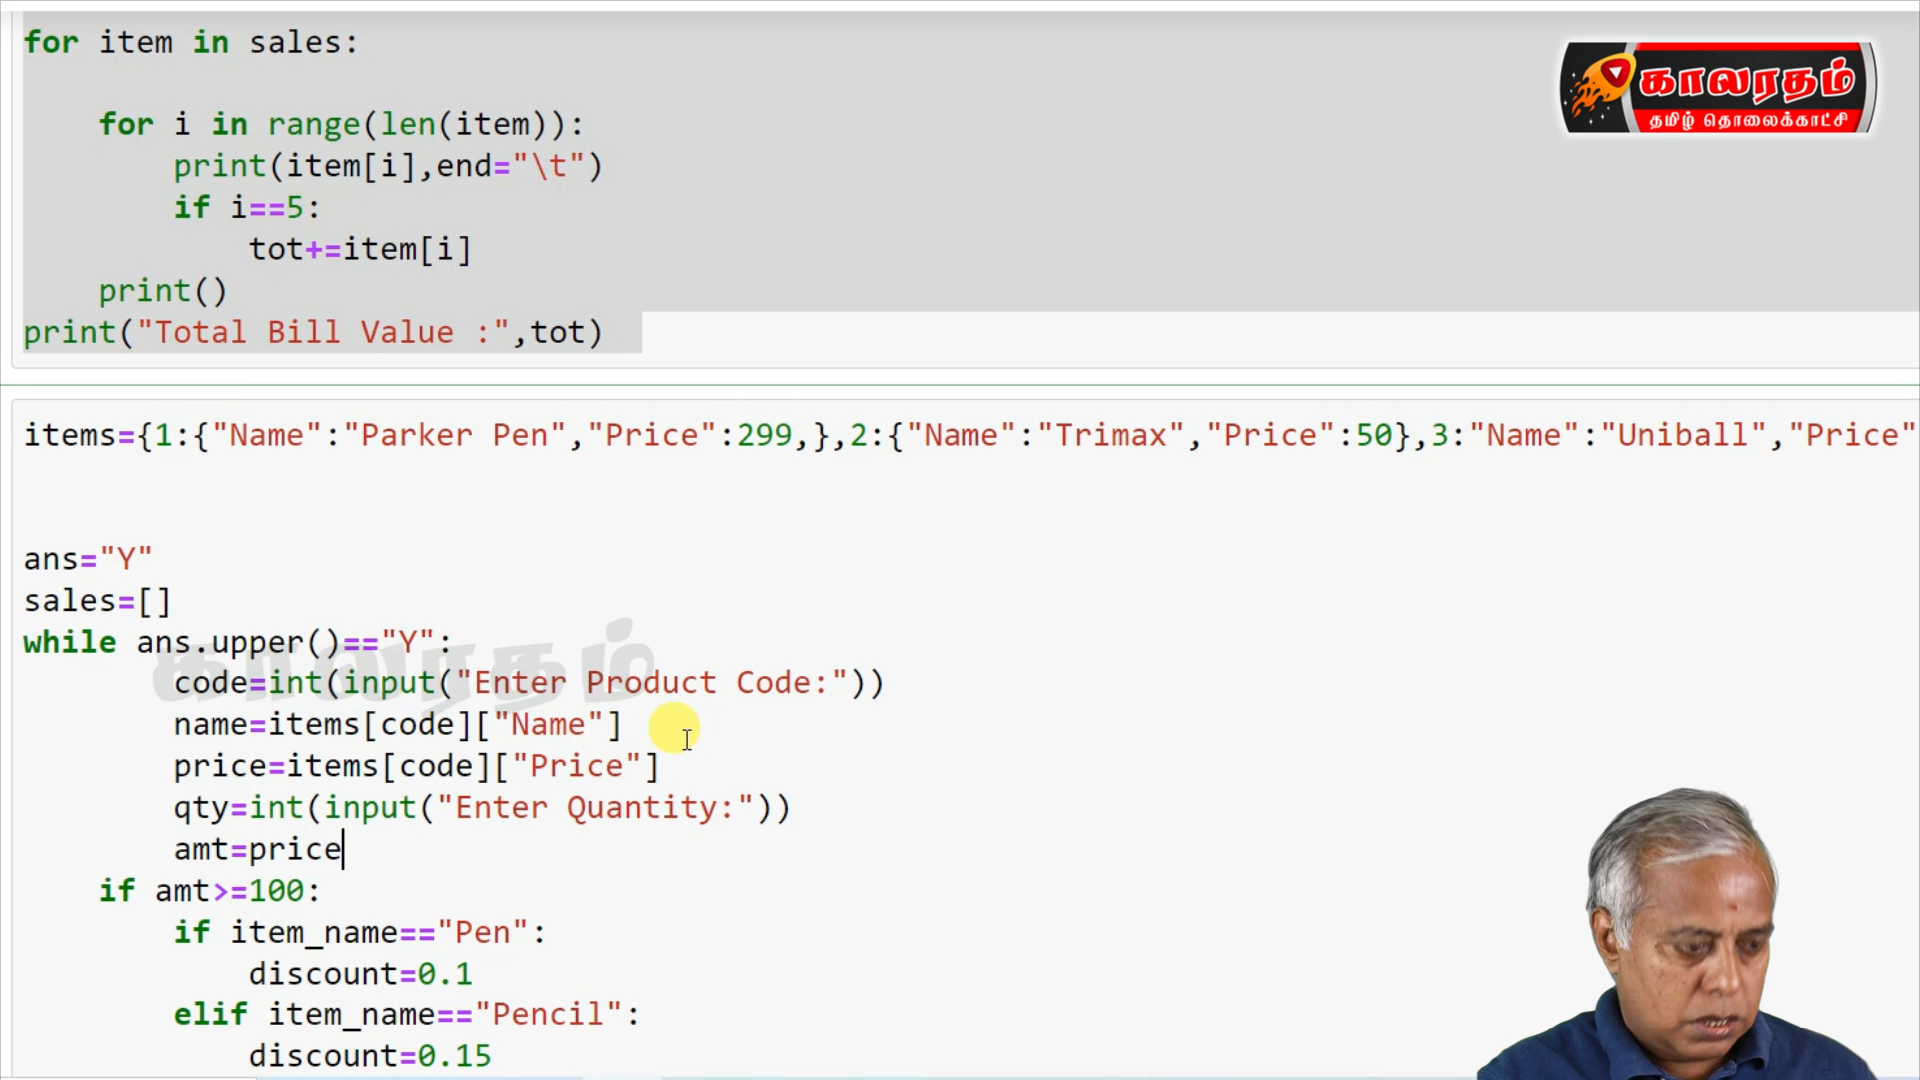 for item in sales:
காலரதம்
தமிழ் தொலைக்காட்சி
for i in range(len(item)):
print(item[i],end="\t")
if i==5:
tot+=item[i]
print()
print("Total Bill Value :",tot)
items={1:{"Name":"Parker Pen","Price":299,},2:{"Name":"Trimax","Price":50},3:"Name":"Uniball","Price"
ans="Y"
sales=[]
while ans.upper()=="Y":
காலரதம்
code=int(input("Enter Product Code:"))
name=items[code]["Name"]
price=items[code]["Price"]
qty=int(input("Enter Quantity:"))
amt=price
if amt>=100:
if item_name=="Pen":
discount=0.1
elif item_name=="Pencil":
discount=0.15